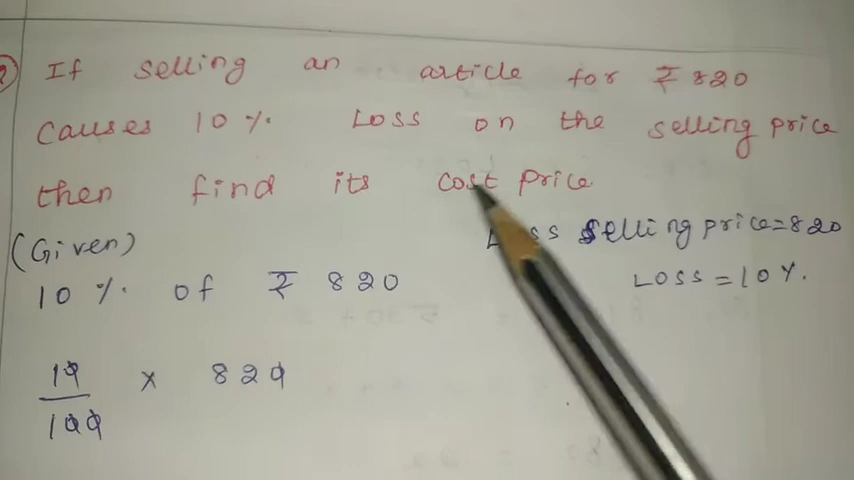 If selling an article for ₹ 820
causes 10 % Loss on the selling price
then find its cost price
(Given) selling price=820
10 % of ₹ 820 Loss = 10 %.
10
100 × 820